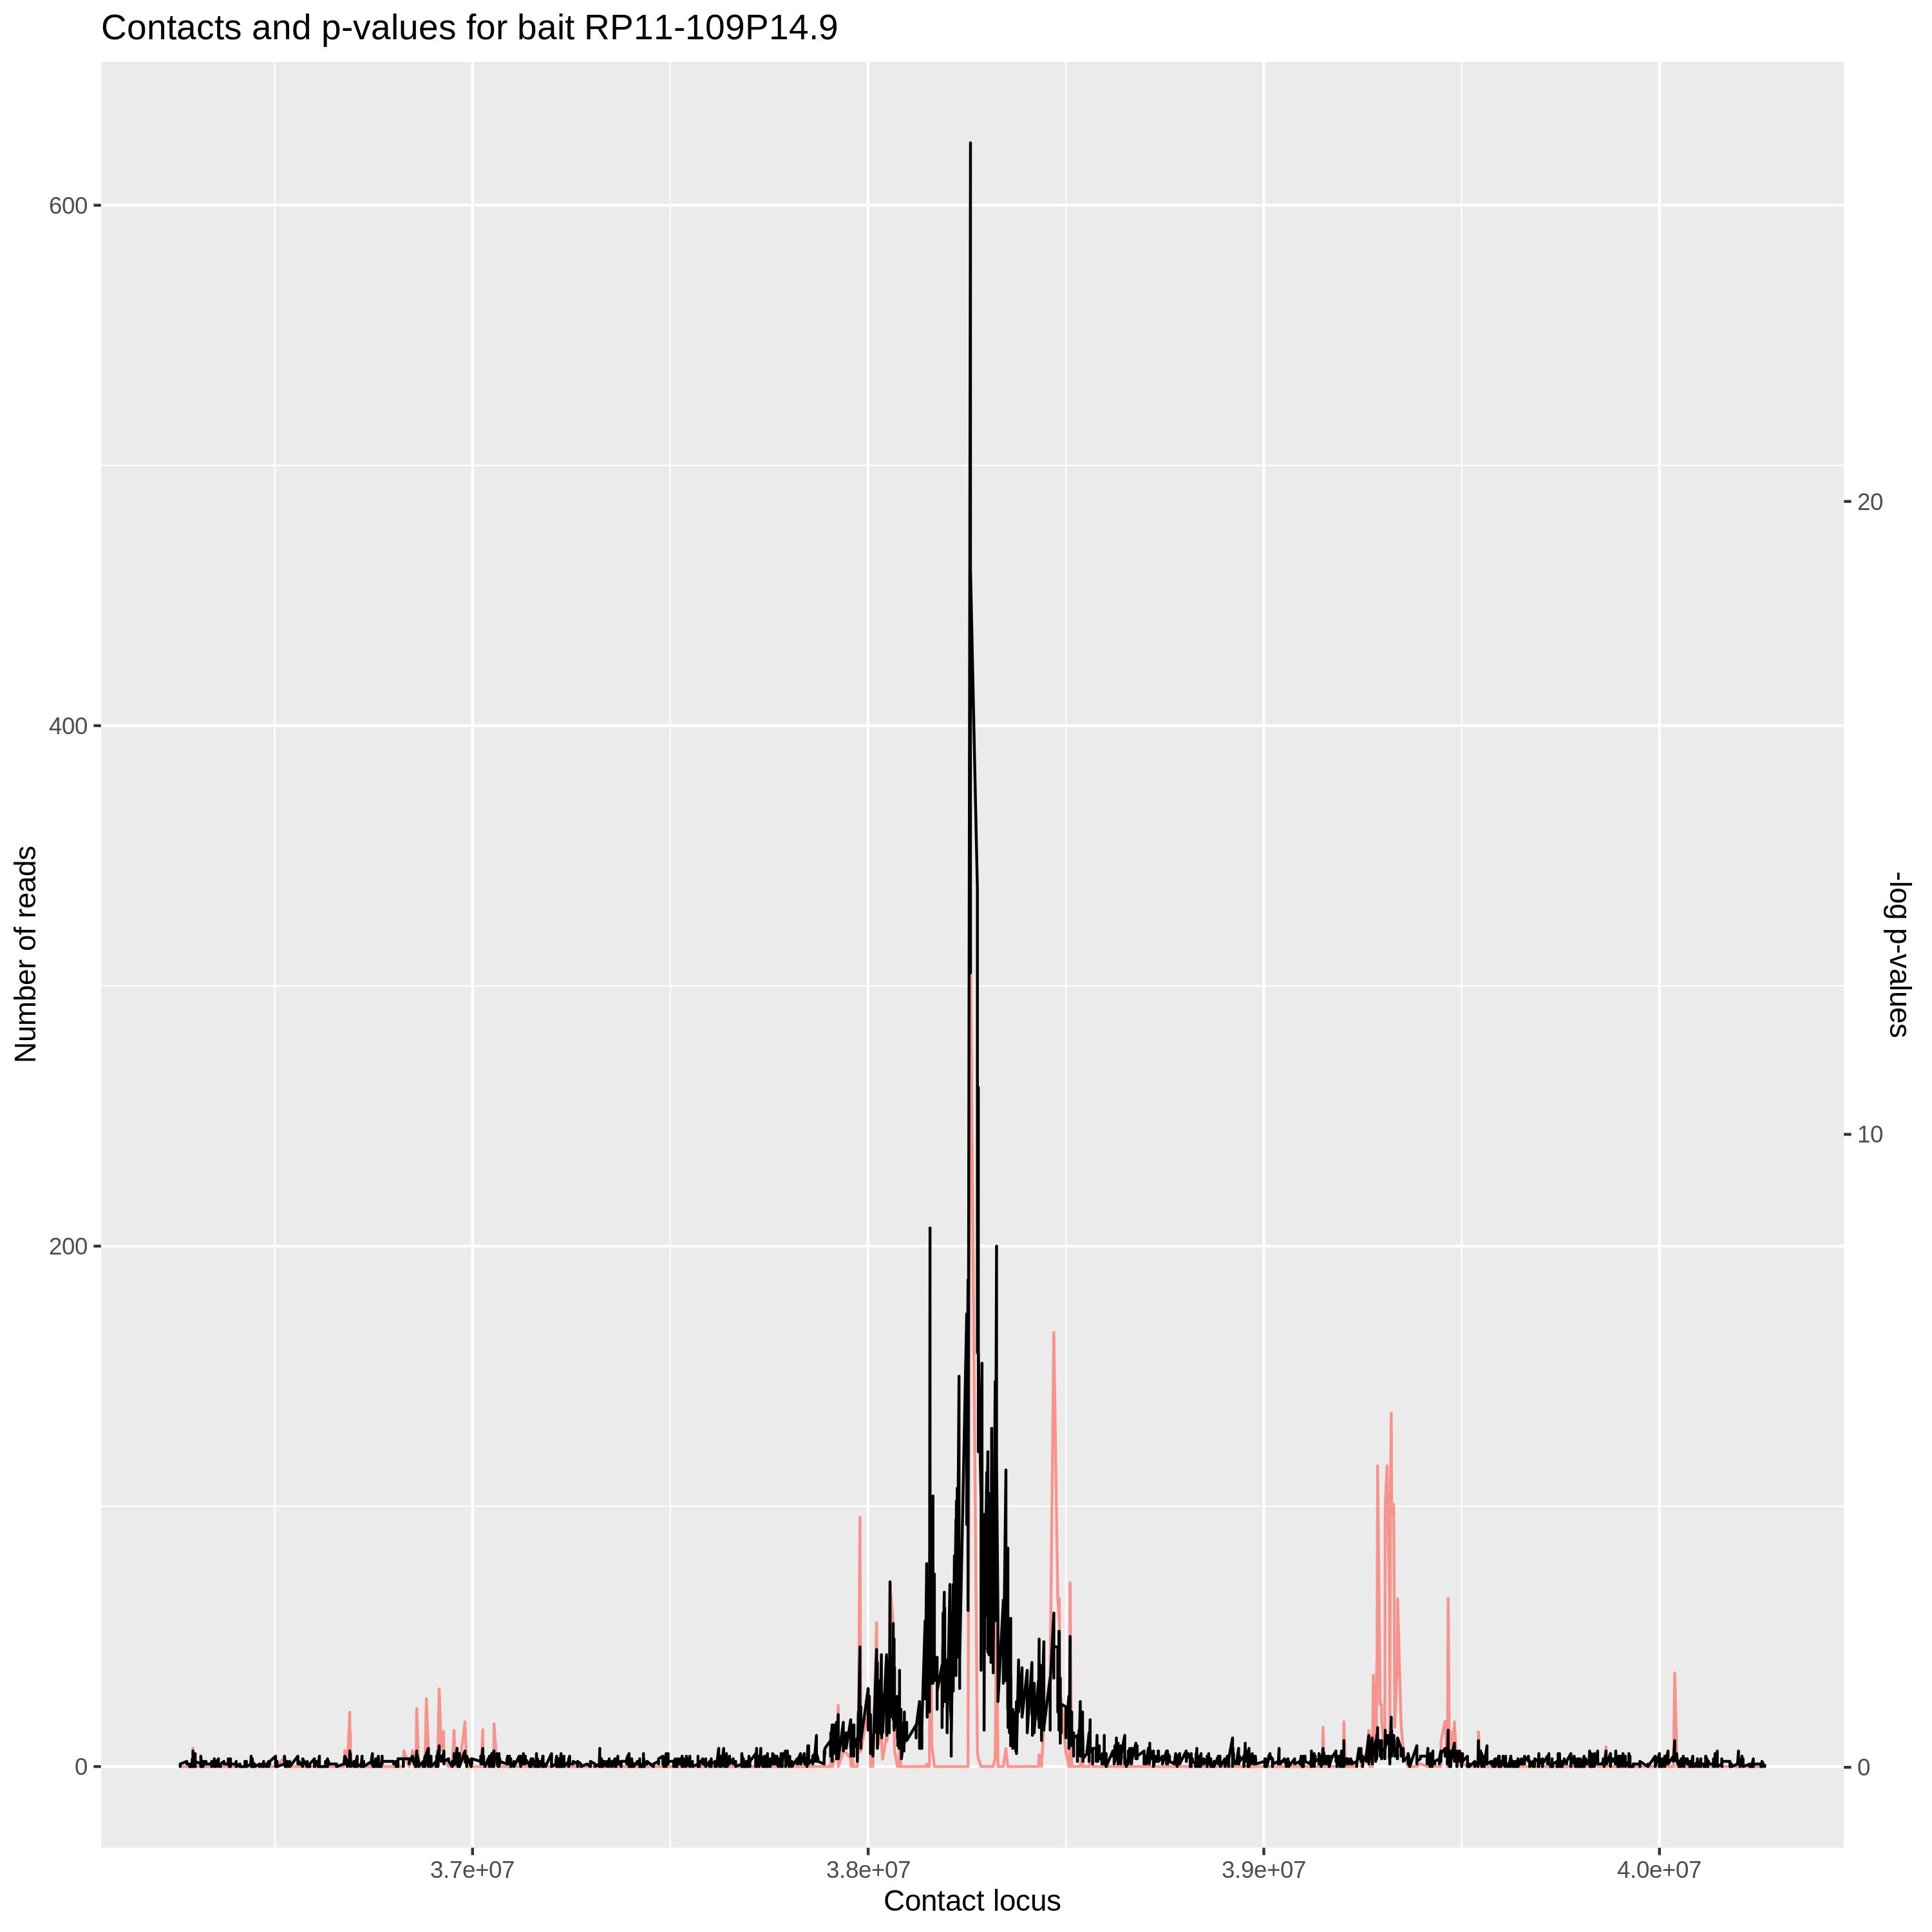 Contacts and p-values for bait RP11-109P14.9
600
400
200
0
Number of reads
20
10
0
-log p-values
3.7e+07
3.8e+07
3.9e+07
4.0e+07
Contact locus